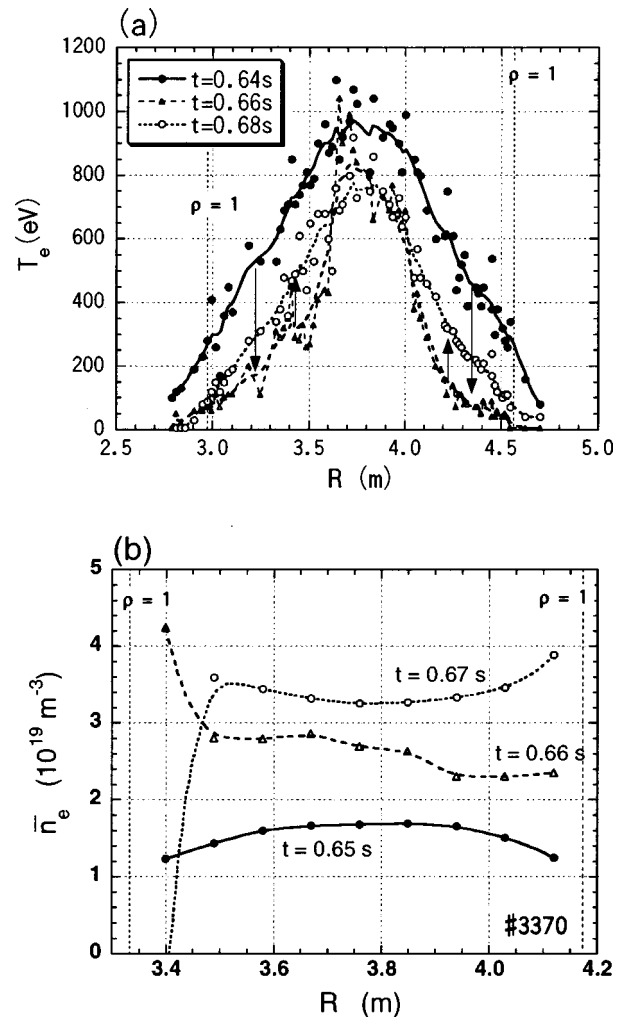 (a)
1200
1000
800
600
400
200
0
T_e (eV)
t=0.64s
t=0.66s
t=0.68s
ρ = 1
ρ = 1
2.5 3.0 3.5 4.0 4.5 5.0
R (m)
(b)
5
4
3
2
1
0
n̄_e (10^19 m^-3)
ρ = 1
ρ = 1
t = 0.67 s
t = 0.66 s
t = 0.65 s
#3370
3.4 3.6 3.8 4.0 4.2
R (m)